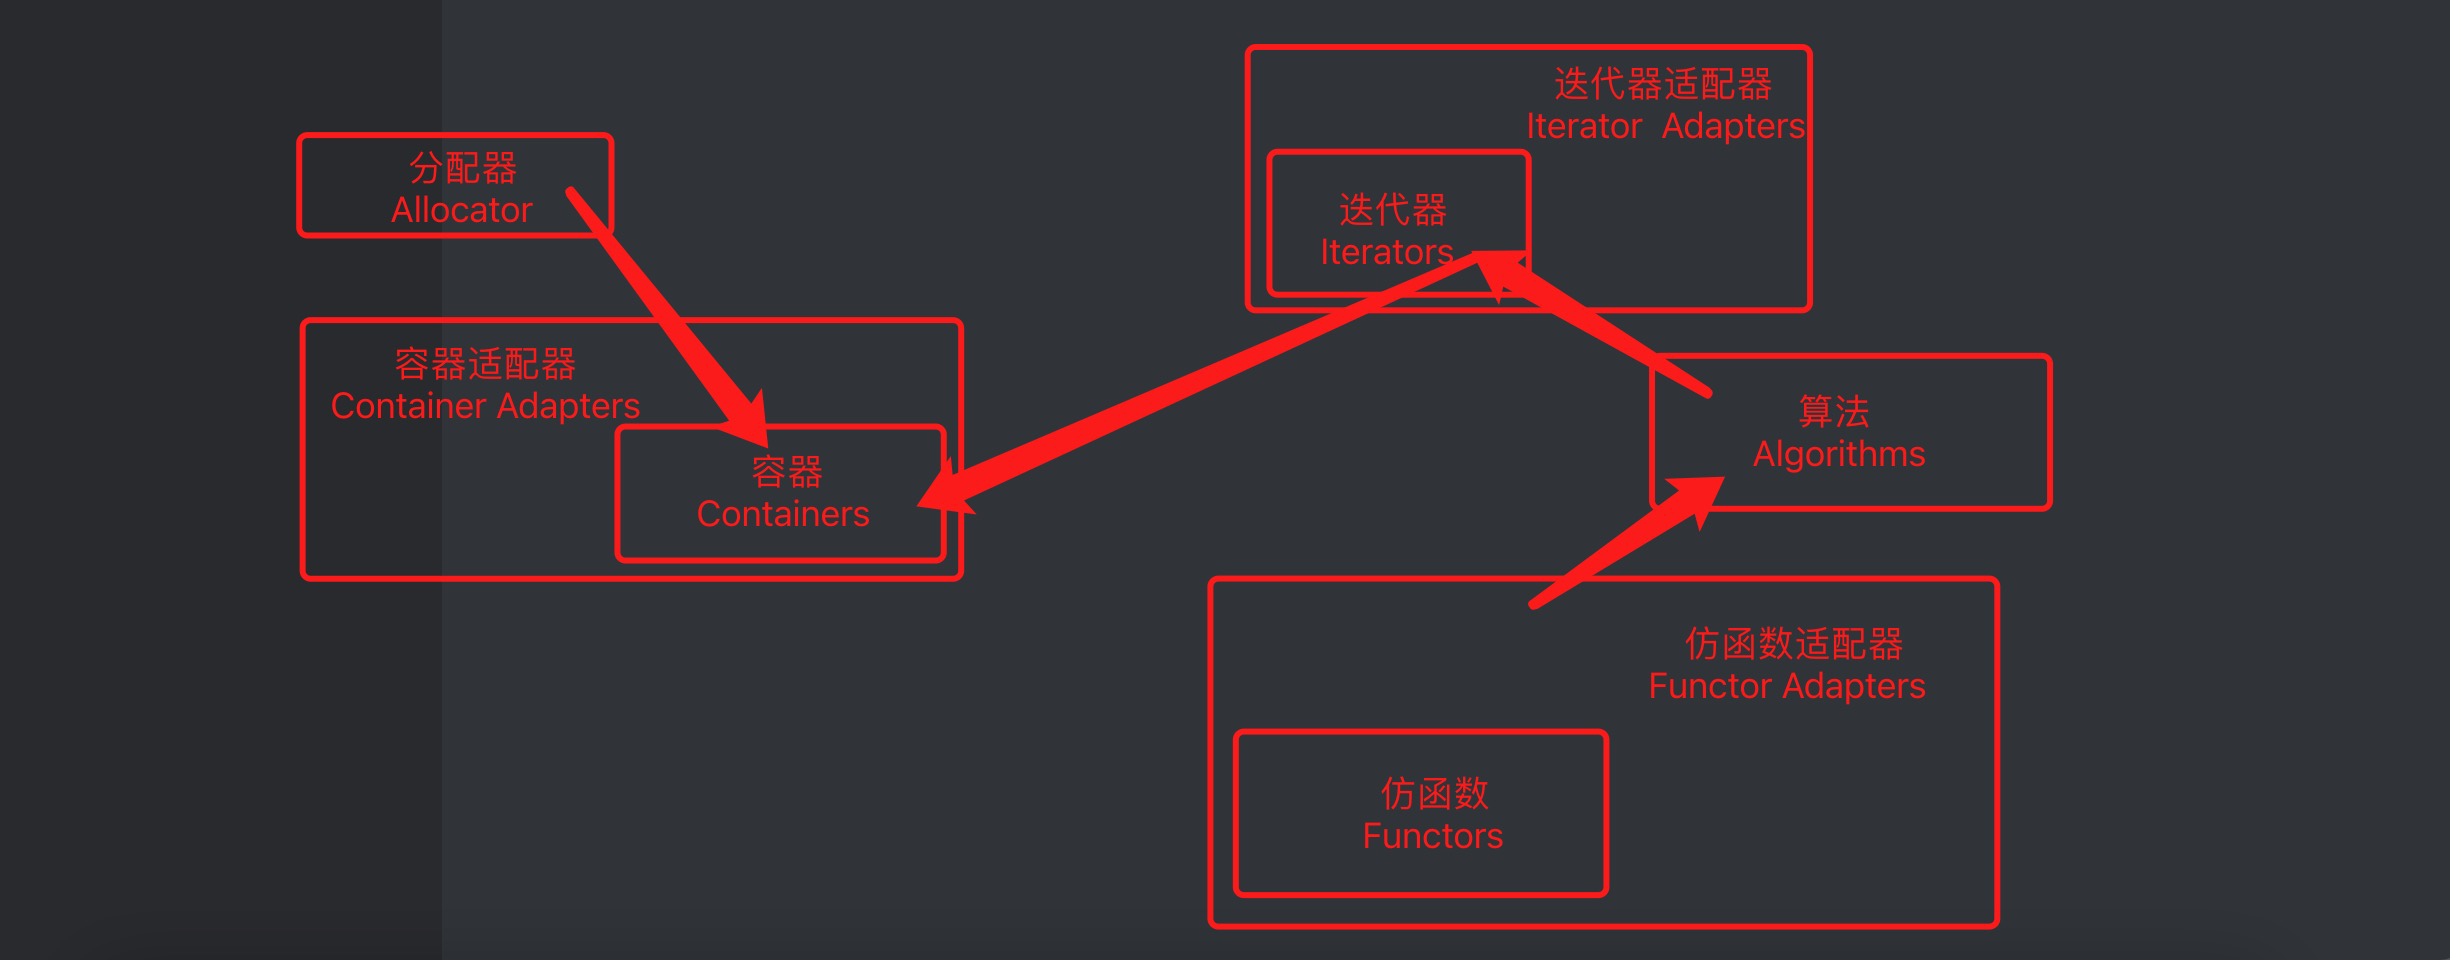 分配器
Allocator
容器适配器
Container Adapters
容器
Containers
迭代器适配器
Iterator  Adapters
迭代器
Iterators
算法
Algorithms
仿函数适配器
Functor Adapters
仿函数
Functors